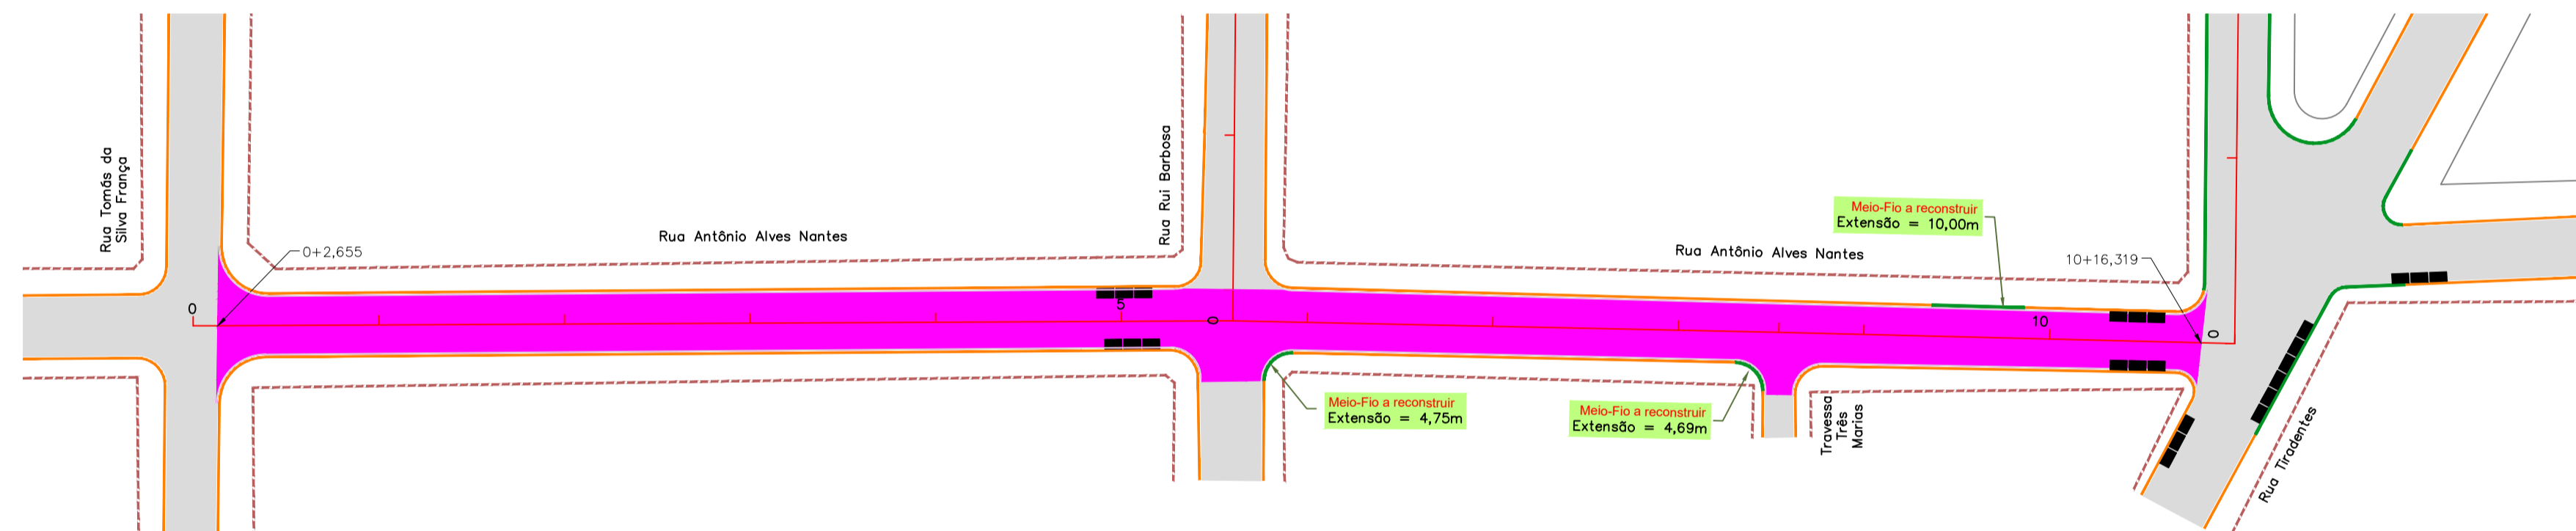 Rua Tomás da
Silva França
0
0+2,655
Rua Antônio Alves Nantes
5
Rua Rui Barbosa
0
Meio-Fio a reconstruir
Extensão = 4,75m
Meio-Fio a reconstruir
Extensão = 4,69m
Rua Antônio Alves Nantes
Meio-Fio a reconstruir
Extensão = 10,00m
Travessa
Três
Marias
10
10+16,319
0
Rua Tiradentes